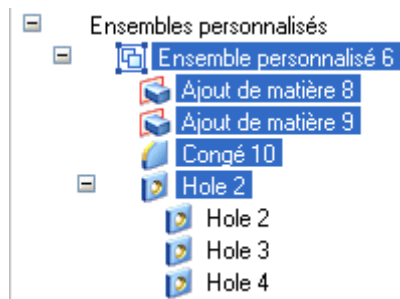 Ensembles personnalisés
Ensemble personnalisé 6
Ajout de matière 8
Ajout de matière 9
Congé 10
Hole 2
Hole 2
Hole 3
Hole 4